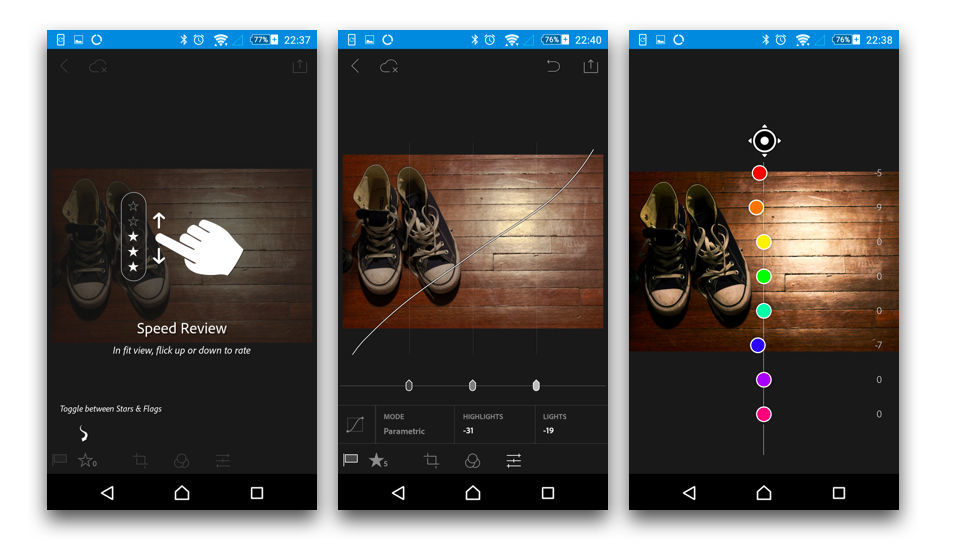 77% 22:37
Speed Review
In fit view, flick up or down to rate
Toggle between Stars & Flags
0
76% 22:40
MODE HIGHLIGHTS LIGHTS
Parametric -31 -19
5
76% 22:38
-5
-9
0
0
0
-7
0
0